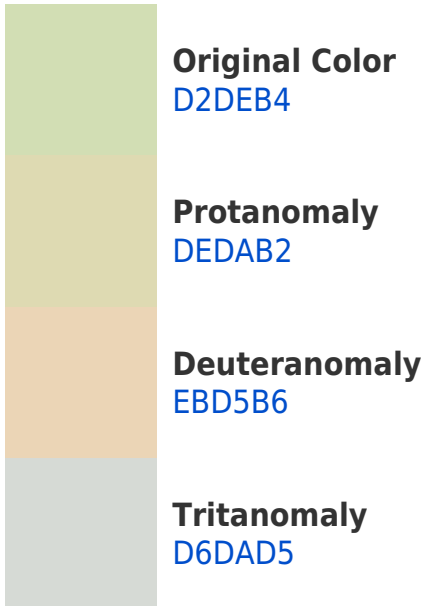 Original Color
D2DEB4
Protanomaly
DEDAB2
Deuteranomaly
EBD5B6
Tritanomaly
D6DAD5